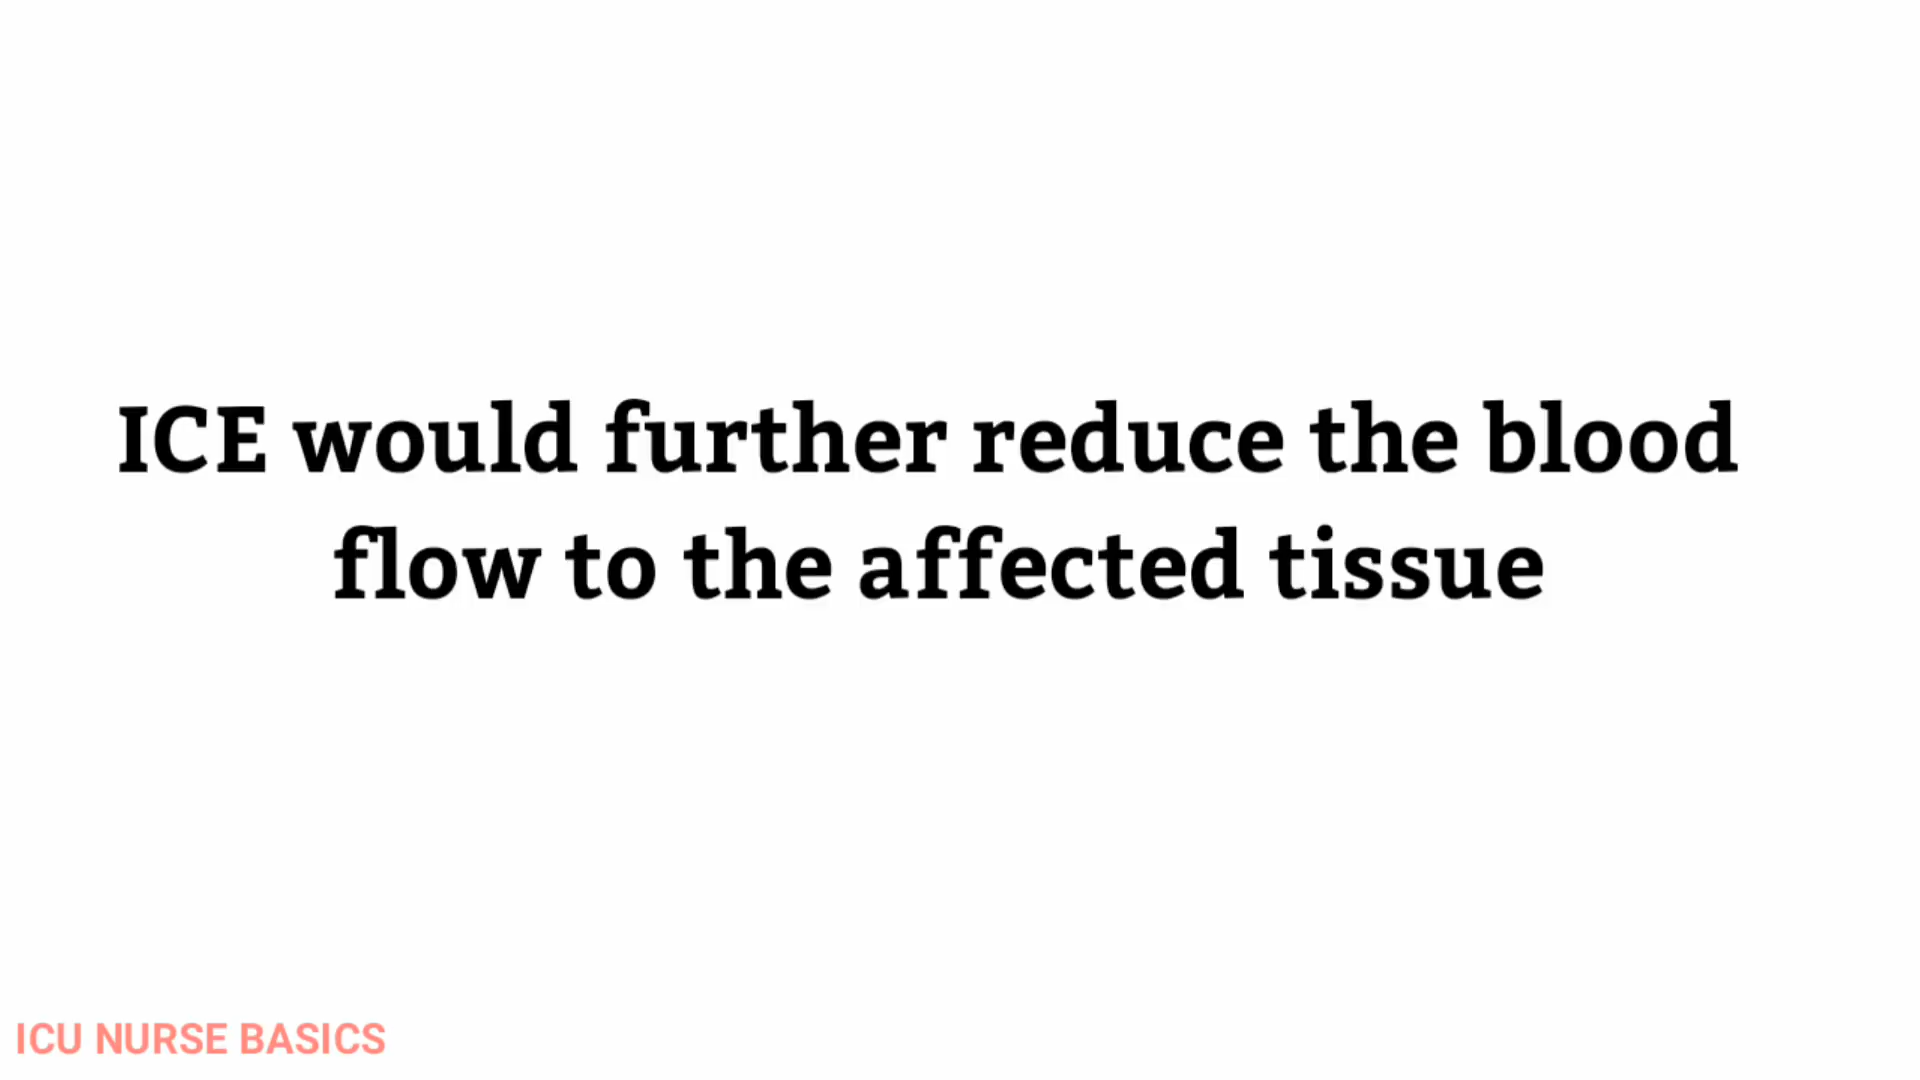 ICE would further reduce the blood
flow to the affected tissue
ICU NURSE BASICS